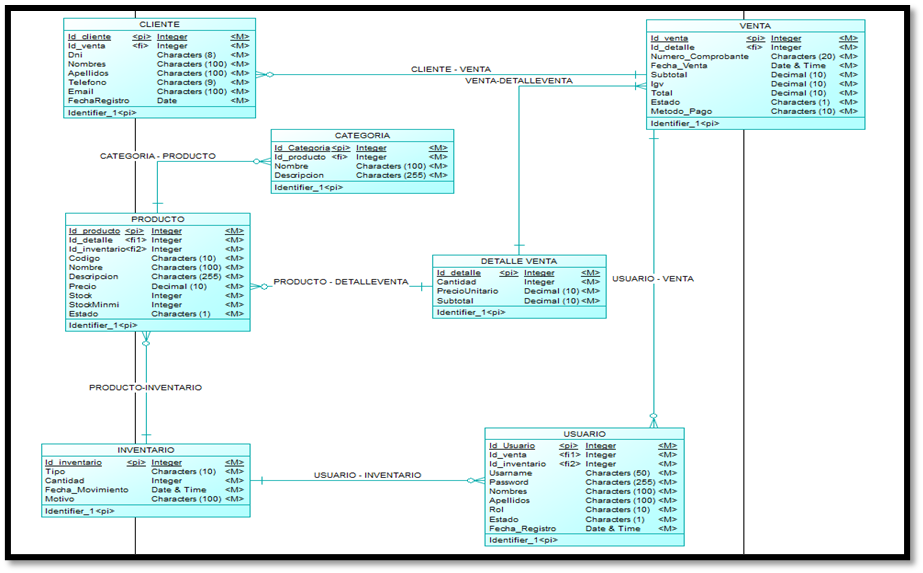 CLIENTE
Id_cliente <pi> Integer <M>
Id_venta <fi> Integer <M>
Dni Characters (8) <M>
Nombres Characters (100) <M>
Apellidos Characters (100) <M>
Telefono Characters (9) <M>
Email Characters (100) <M>
FechaRegistro Date <M>
Identifier_1<pi>
CLIENTE - VENTA
VENTA-DETALLEVENTA
VENTA
Id_venta <pi> Integer <M>
Id_detalle <fi> Integer <M>
Numero_Comprobante Characters (20) <M>
Fecha_Venta Date & Time <M>
Subtotal Decimal (10) <M>
Igv Decimal (10) <M>
Total Decimal (10) <M>
Estado Characters (1) <M>
Metodo_Pago Characters (10) <M>
Identifier_1<pi>
CATEGORIA - PRODUCTO
CATEGORIA
Id_Categoria<pi> Integer <M>
Id_producto <fi> Integer <M>
Nombre Characters (100) <M>
Descripcion Characters (255) <M>
Identifier_1<pi>
PRODUCTO
Id_producto <pi> Integer <M>
Id_detalle <fi1> Integer <M>
Id_inventario<fi2> Integer <M>
Codigo Characters (10) <M>
Nombre Characters (100) <M>
Descripcion Characters (255) <M>
Precio Decimal (10) <M>
Stock Integer <M>
StockMinmi Integer <M>
Estado Characters (1) <M>
Identifier_1<pi>
PRODUCTO - DETALLEVENTA
DETALLE VENTA
Id_detalle <pi> Integer <M>
Cantidad Integer <M>
PrecioUnitario Decimal (10) <M>
Subtotal Decimal (10) <M>
Identifier_1<pi>
USUARIO - VENTA
PRODUCTO-INVENTARIO
INVENTARIO
Id_inventario <pi> Integer <M>
Tipo Characters (10) <M>
Cantidad Integer <M>
Fecha_Movimiento Date & Time <M>
Motivo Characters (100) <M>
Identifier_1<pi>
USUARIO - INVENTARIO
USUARIO
Id_Usuario <pi> Integer <M>
Id_venta <fi1> Integer <M>
Id_inventario <fi2> Integer <M>
Usarname Characters (50) <M>
Password Characters (255) <M>
Nombres Characters (100) <M>
Apellidos Characters (100) <M>
Rol Characters (10) <M>
Estado Characters (1) <M>
Fecha_Registro Date & Time <M>
Identifier_1<pi>